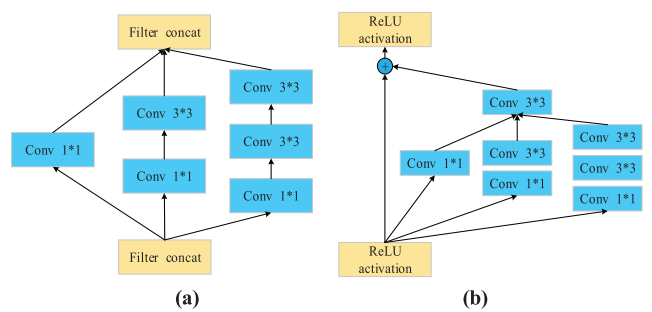 Filter concat
Conv 3*3
Conv 3*3
Conv 1*1
Conv 3*3
Conv 1*1
Conv 1*1
Filter concat
(a)
ReLU
activation
+
Conv 3*3
Conv 3*3
Conv 1*1
Conv 3*3
Conv 3*3
Conv 1*1
Conv 1*1
ReLU
activation
(b)